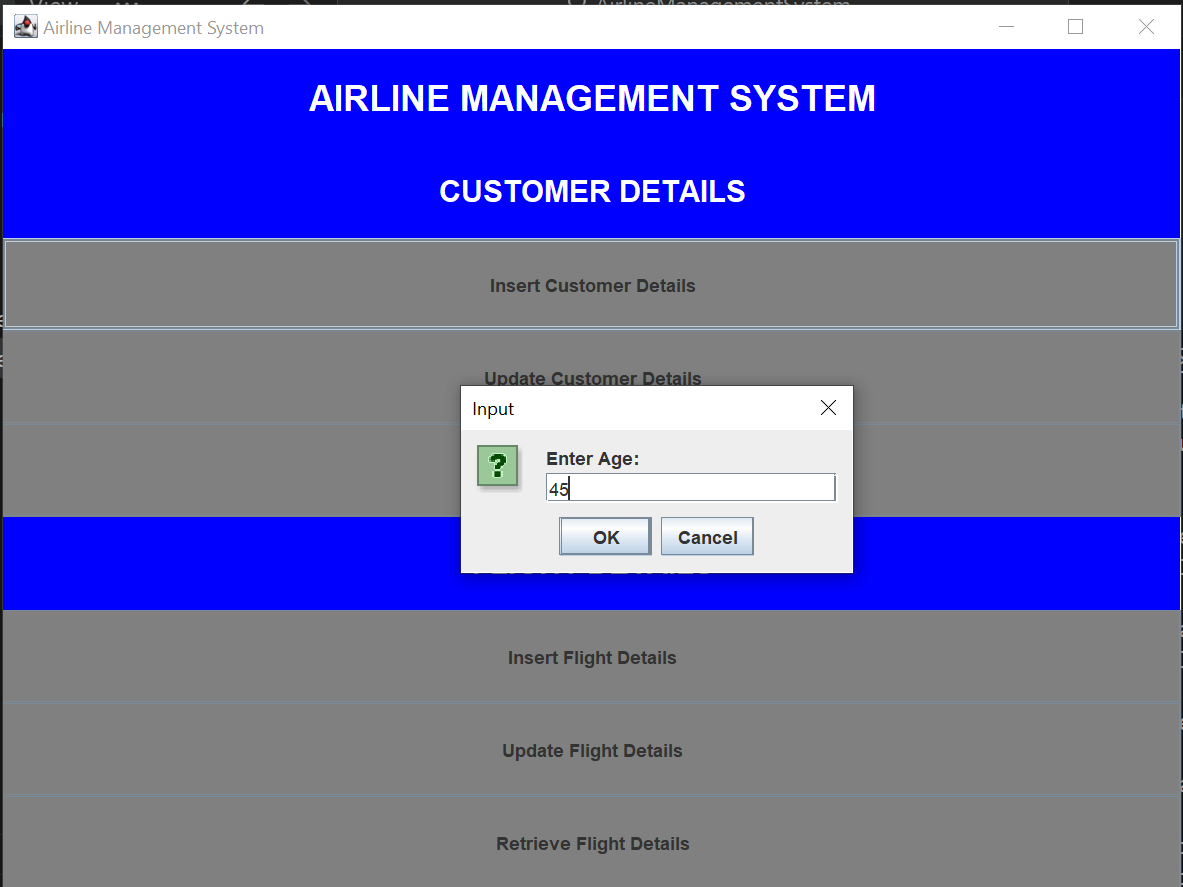 Airline Management System
AIRLINE MANAGEMENT SYSTEM
CUSTOMER DETAILS
Insert Customer Details
Update Customer Details
Input
Enter Age:
45
OK
Cancel
Insert Flight Details
Update Flight Details
Retrieve Flight Details